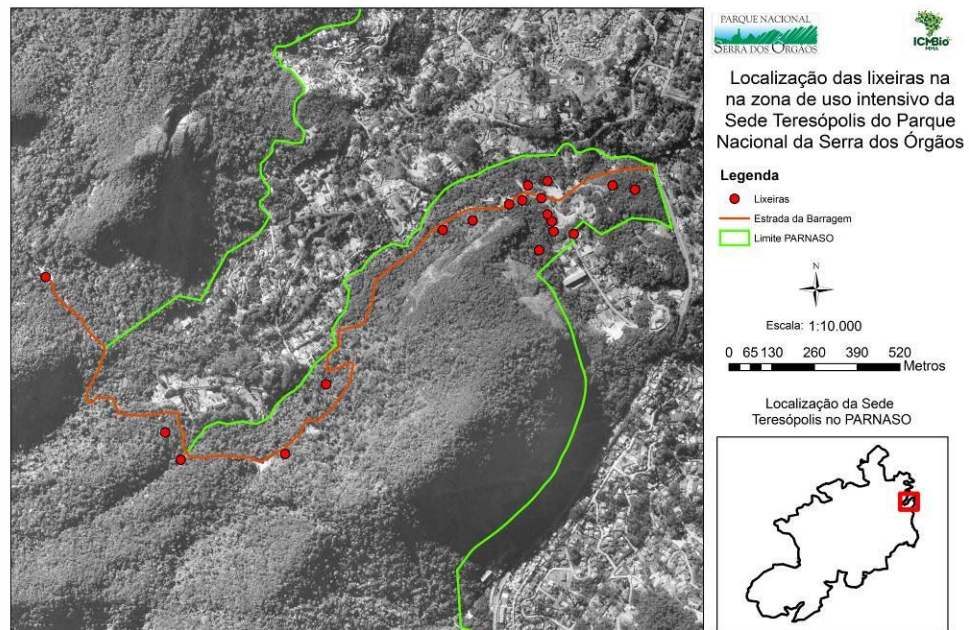 PARQUE NACIONAL
SERRA DOS ÓRGÃOS
ICMBio
MMA
Localização das lixeiras na
na zona de uso intensivo da
Sede Teresópolis do Parque
Nacional da Serra dos Órgãos
Legenda
Lixeiras
Estrada da Barragem
Limite PARNASO
N
Escala: 1:10.000
0 65 130 260 390 520
Metros
Localização da Sede
Teresópolis no PARNASO